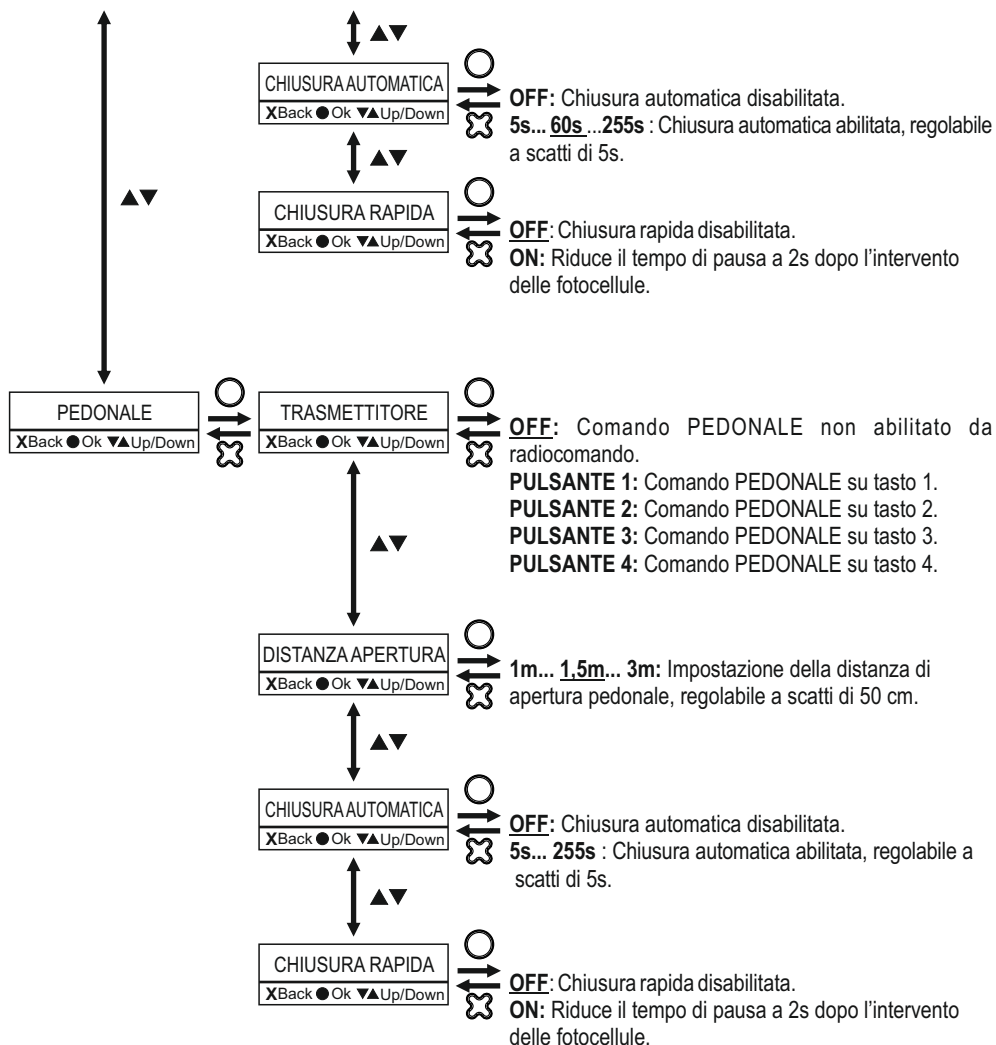 ▲▼
CHIUSURA AUTOMATICA
XBack ● Ok ▼▲Up/Down
OFF: Chiusura automatica disabilitata.
5s... 60s ...255s : Chiusura automatica abilitata, regolabile
a scatti di 5s.
▲▼
▲▼
CHIUSURA RAPIDA
XBack ● Ok ▼▲Up/Down
OFF: Chiusura rapida disabilitata.
ON: Riduce il tempo di pausa a 2s dopo l'intervento
delle fotocellule.
PEDONALE
XBack ● Ok ▼▲Up/Down
TRASMETTITORE
XBack ● Ok ▼▲Up/Down
OFF: Comando PEDONALE non abilitato da
radiocomando.
PULSANTE 1: Comando PEDONALE su tasto 1.
PULSANTE 2: Comando PEDONALE su tasto 2.
PULSANTE 3: Comando PEDONALE su tasto 3.
PULSANTE 4: Comando PEDONALE su tasto 4.
▲▼
DISTANZA APERTURA
XBack ● Ok ▼▲Up/Down
1m... 1,5m... 3m: Impostazione della distanza di
apertura pedonale, regolabile a scatti di 50 cm.
▲▼
CHIUSURA AUTOMATICA
XBack ● Ok ▼▲Up/Down
OFF: Chiusura automatica disabilitata.
5s... 255s : Chiusura automatica abilitata, regolabile a
scatti di 5s.
▲▼
CHIUSURA RAPIDA
XBack ● Ok ▼▲Up/Down
OFF: Chiusura rapida disabilitata.
ON: Riduce il tempo di pausa a 2s dopo l'intervento
delle fotocellule.